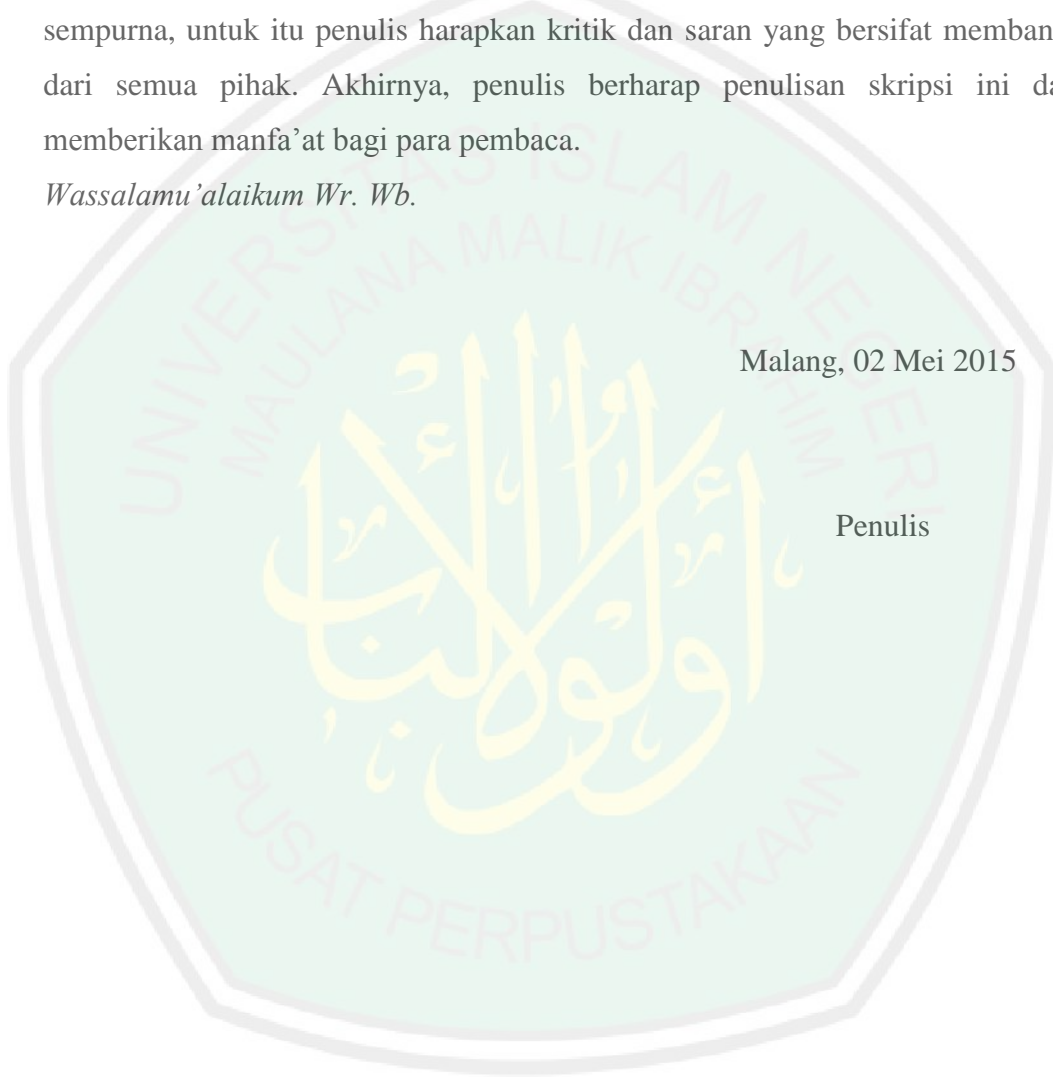 sempurna, untuk itu penulis harapkan kritik dan saran yang bersifat memban
dari semua pihak. Akhirnya, penulis berharap penulisan skripsi ini da
memberikan manfa’at bagi para pembaca.
Wassalamu’alaikum Wr. Wb.
UNIVERSITAS ISLAM NEGERI
MAULANA MALIK IBRAHIM
Malang, 02 Mei 2015
Penulis
أولو الألباب
PUSAT PERPUSTAKAAN